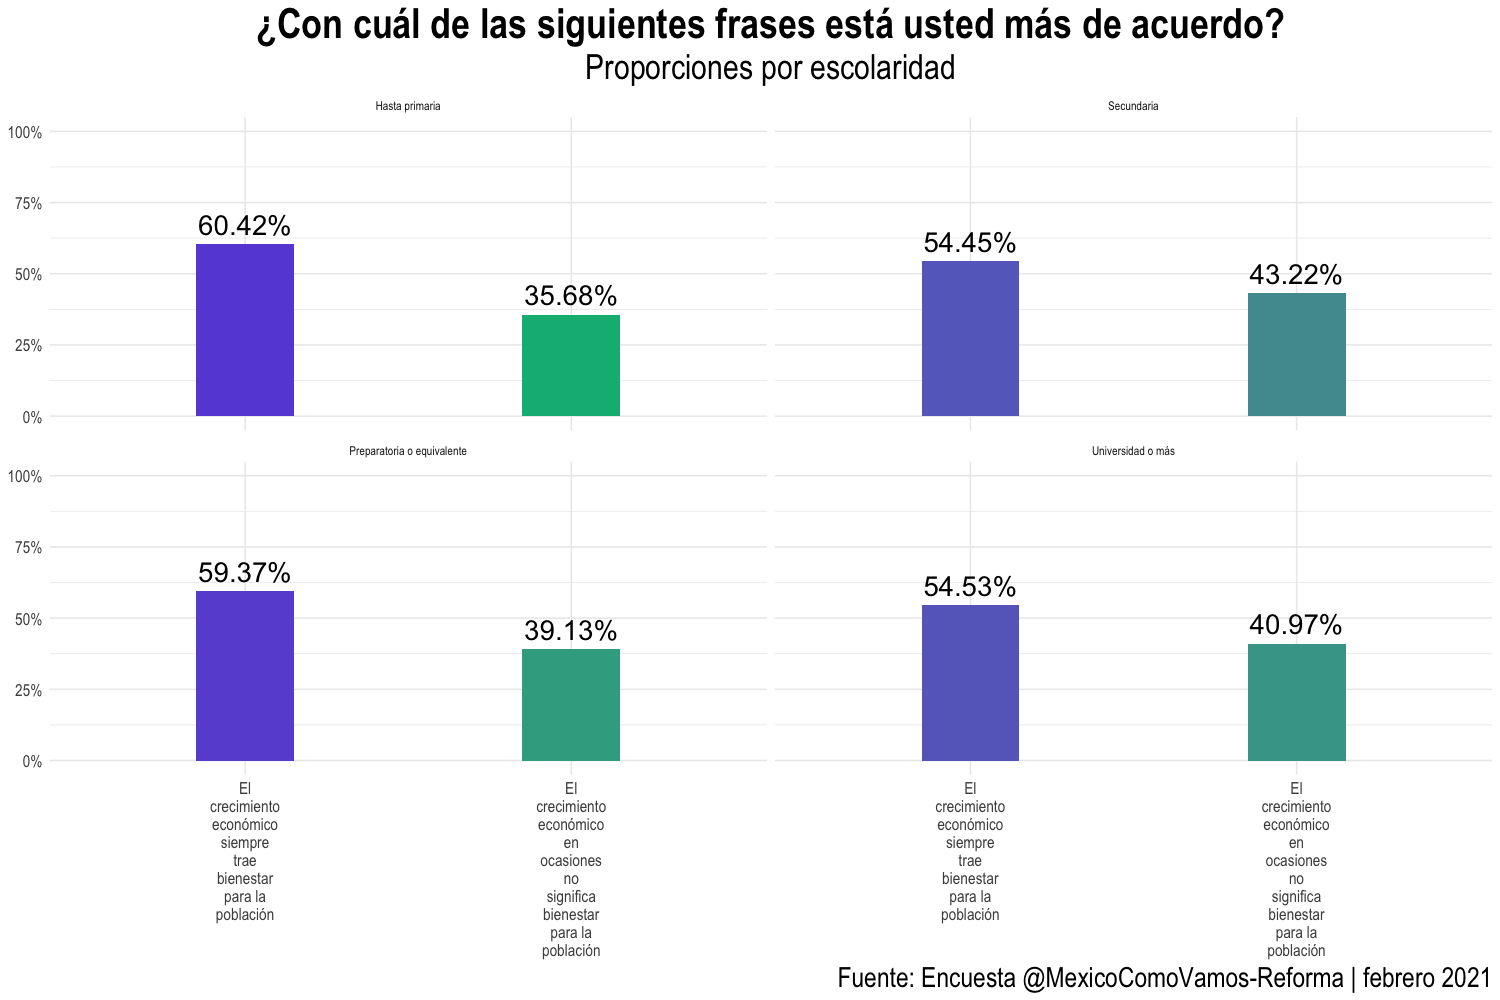 ¿Con cuál de las siguientes frases está usted más de acuerdo?
Proporciones por escolaridad
Hasta primaria
100%
75%
50%
25%
0%
60.42%
35.68%
Secundaria
54.45%
43.22%
Preparatoria o equivalente
100%
75%
50%
25%
0%
59.37%
39.13%
Universidad o más
54.53%
40.97%
El
crecimiento
económico
siempre
trae
bienestar
para la
población
El
crecimiento
económico
en
ocasiones
no
significa
bienestar
para la
población
El
crecimiento
económico
siempre
trae
bienestar
para la
población
El
crecimiento
económico
en
ocasiones
no
significa
bienestar
para la
población
Fuente: Encuesta @MexicoComoVamos-Reforma | febrero 2021